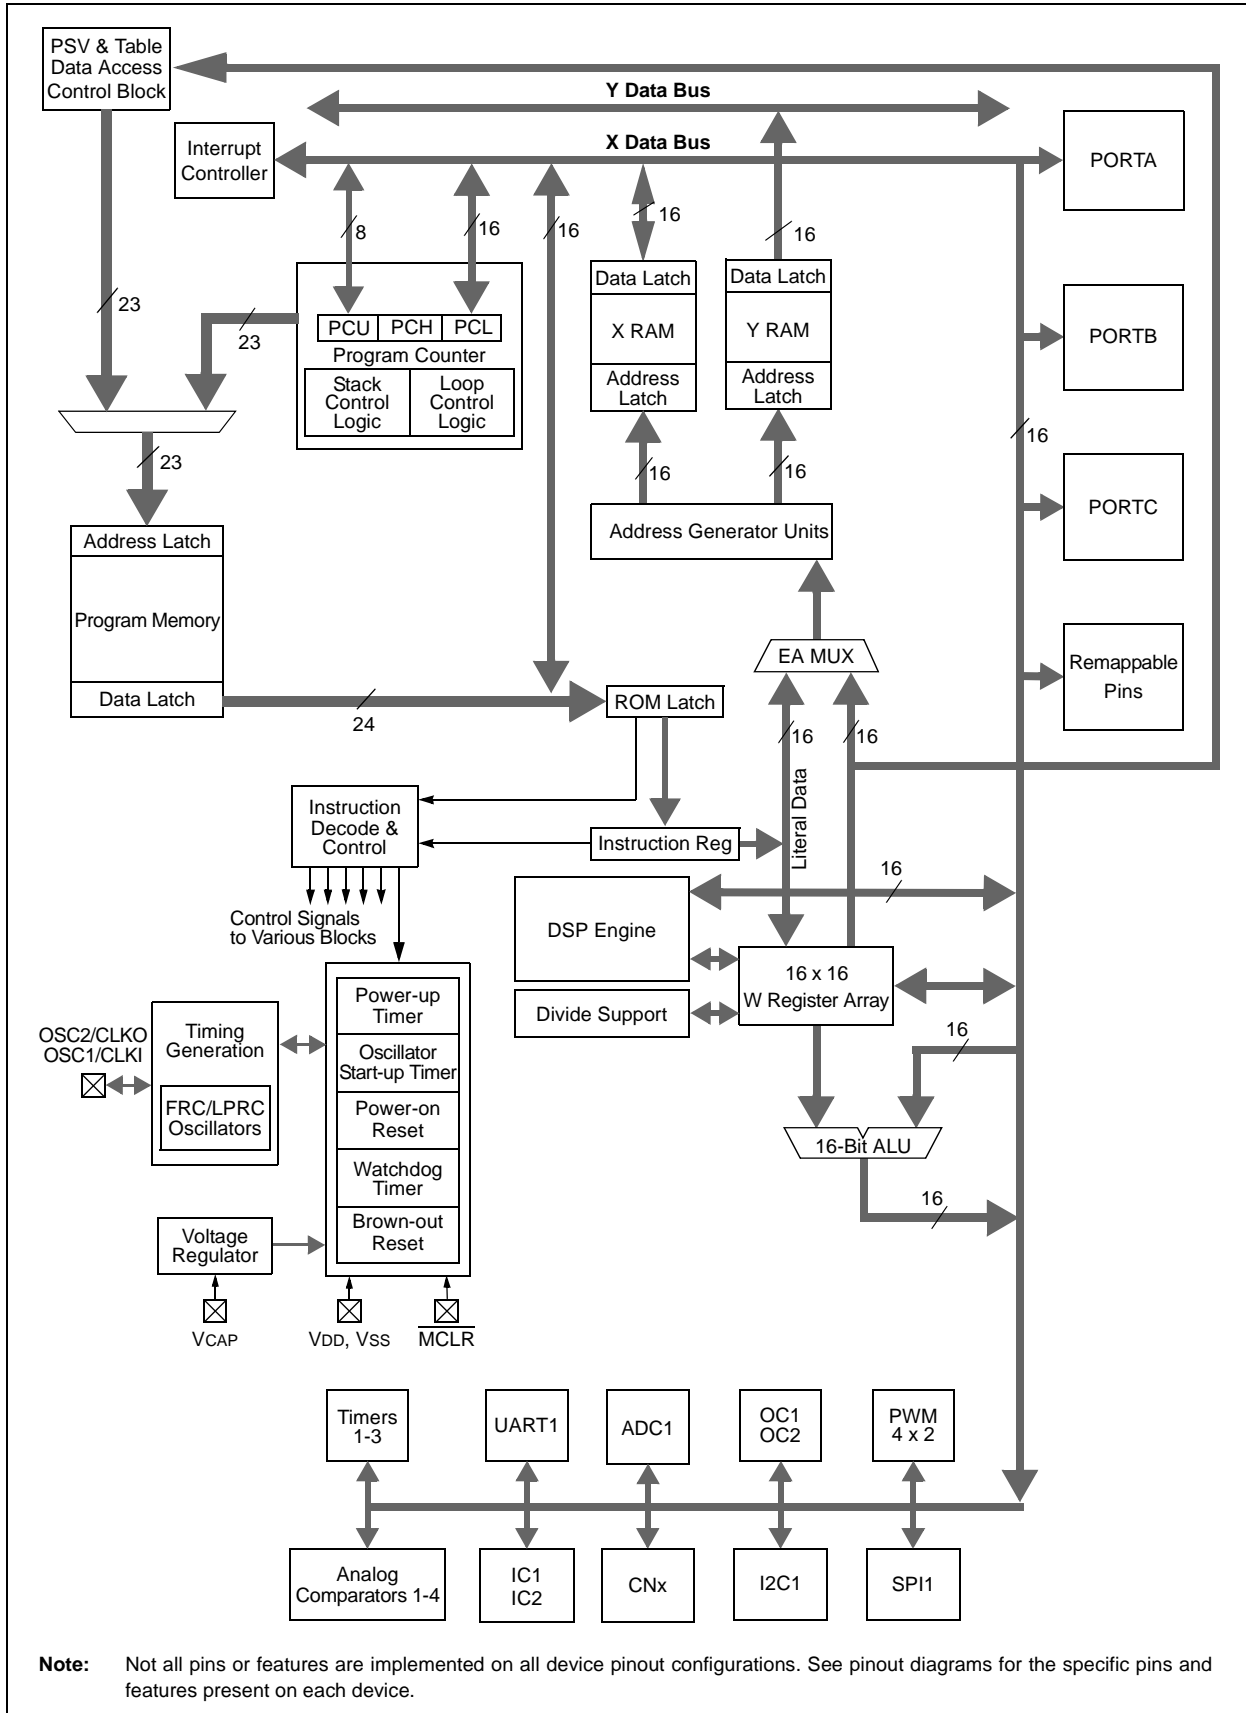 PSV & Table
Data Access
Control Block
Y Data Bus
X Data Bus
Interrupt
Controller
PORTA
8
16
16
16
16
Data Latch
X RAM
Address
Latch
Data Latch
Y RAM
Address
Latch
23
23
PCU
PCH
PCL
Program Counter
Stack
Control
Logic
Loop
Control
Logic
PORTB
16
23
16
16
PORTC
Address Latch
Program Memory
Data Latch
Address Generator Units
EA MUX
Remappable
Pins
24
ROM Latch
16
16
Literal Data
Instruction
Decode &
Control
Instruction Reg
Control Signals
to Various Blocks
16
DSP Engine
16 x 16
W Register Array
Divide Support
OSC2/CLKO
OSC1/CLKI
Timing
Generation
FRC/LPRC
Oscillators
Power-up
Timer
Oscillator
Start-up Timer
Power-on
Reset
Watchdog
Timer
Brown-out
Reset
16
16-Bit ALU
16
Voltage
Regulator
VCAP
VDD, VSS
MCLR
Timers
1-3
UART1
ADC1
OC1
OC2
PWM
4 x 2
Analog
Comparators 1-4
IC1
IC2
CNx
I2C1
SPI1
Note: Not all pins or features are implemented on all device pinout configurations. See pinout diagrams for the specific pins and
features present on each device.